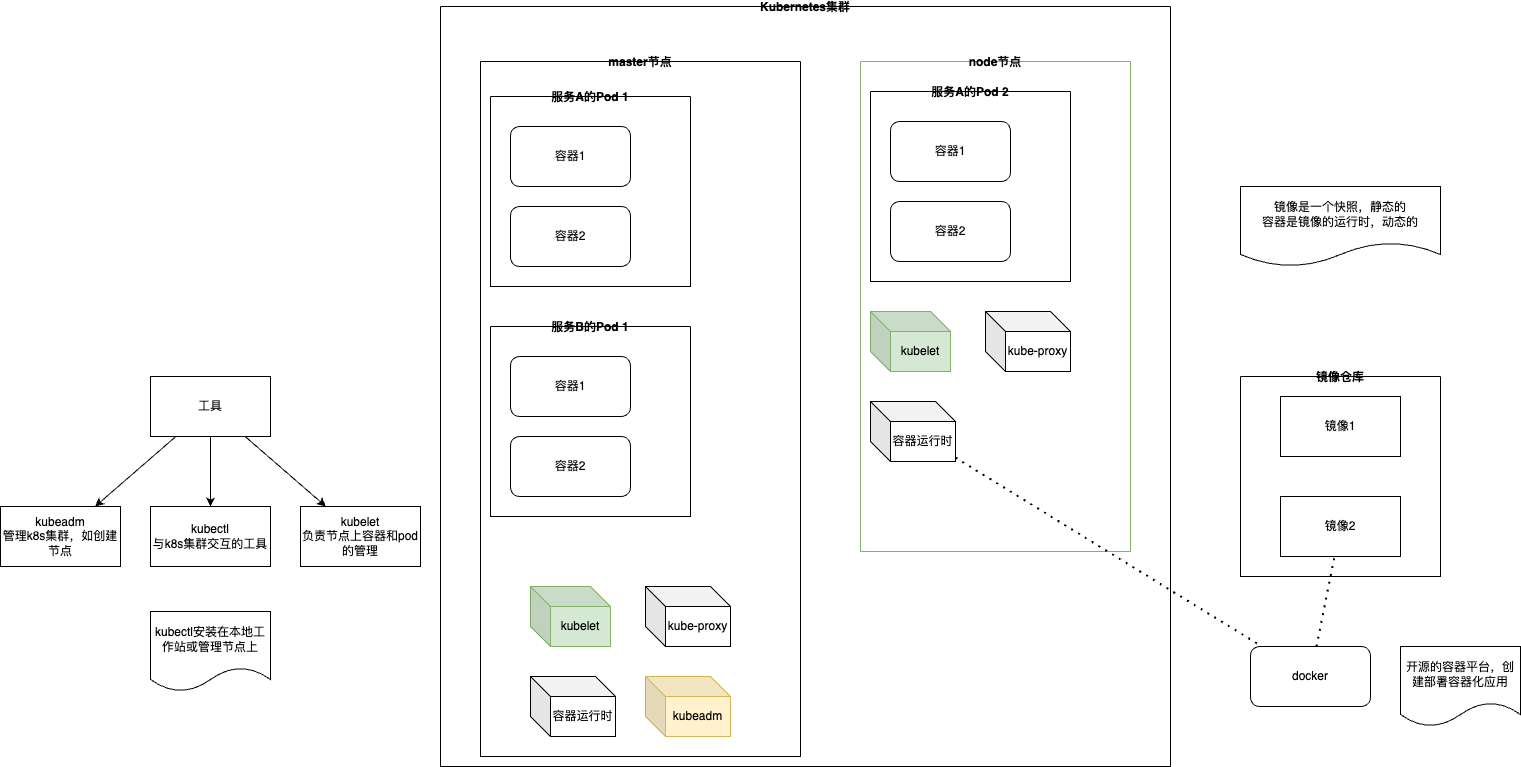 Kubernetes集群
master节点
服务A的Pod 1
容器1
容器2
服务B的Pod 1
容器1
容器2
kubelet
kube-proxy
容器运行时
kubeadm
node节点
服务A的Pod 2
容器1
容器2
kubelet
kube-proxy
容器运行时
工具
kubeadm
管理k8s集群，如创建
节点
kubectl
与k8s集群交互的工具
kubelet
负责节点上容器和pod
的管理
kubectl安装在本地工
作站或管理节点上
镜像是一个快照，静态的
容器是镜像的运行时，动态的
镜像仓库
镜像1
镜像2
docker
开源的容器平台，创
建部署容器化应用